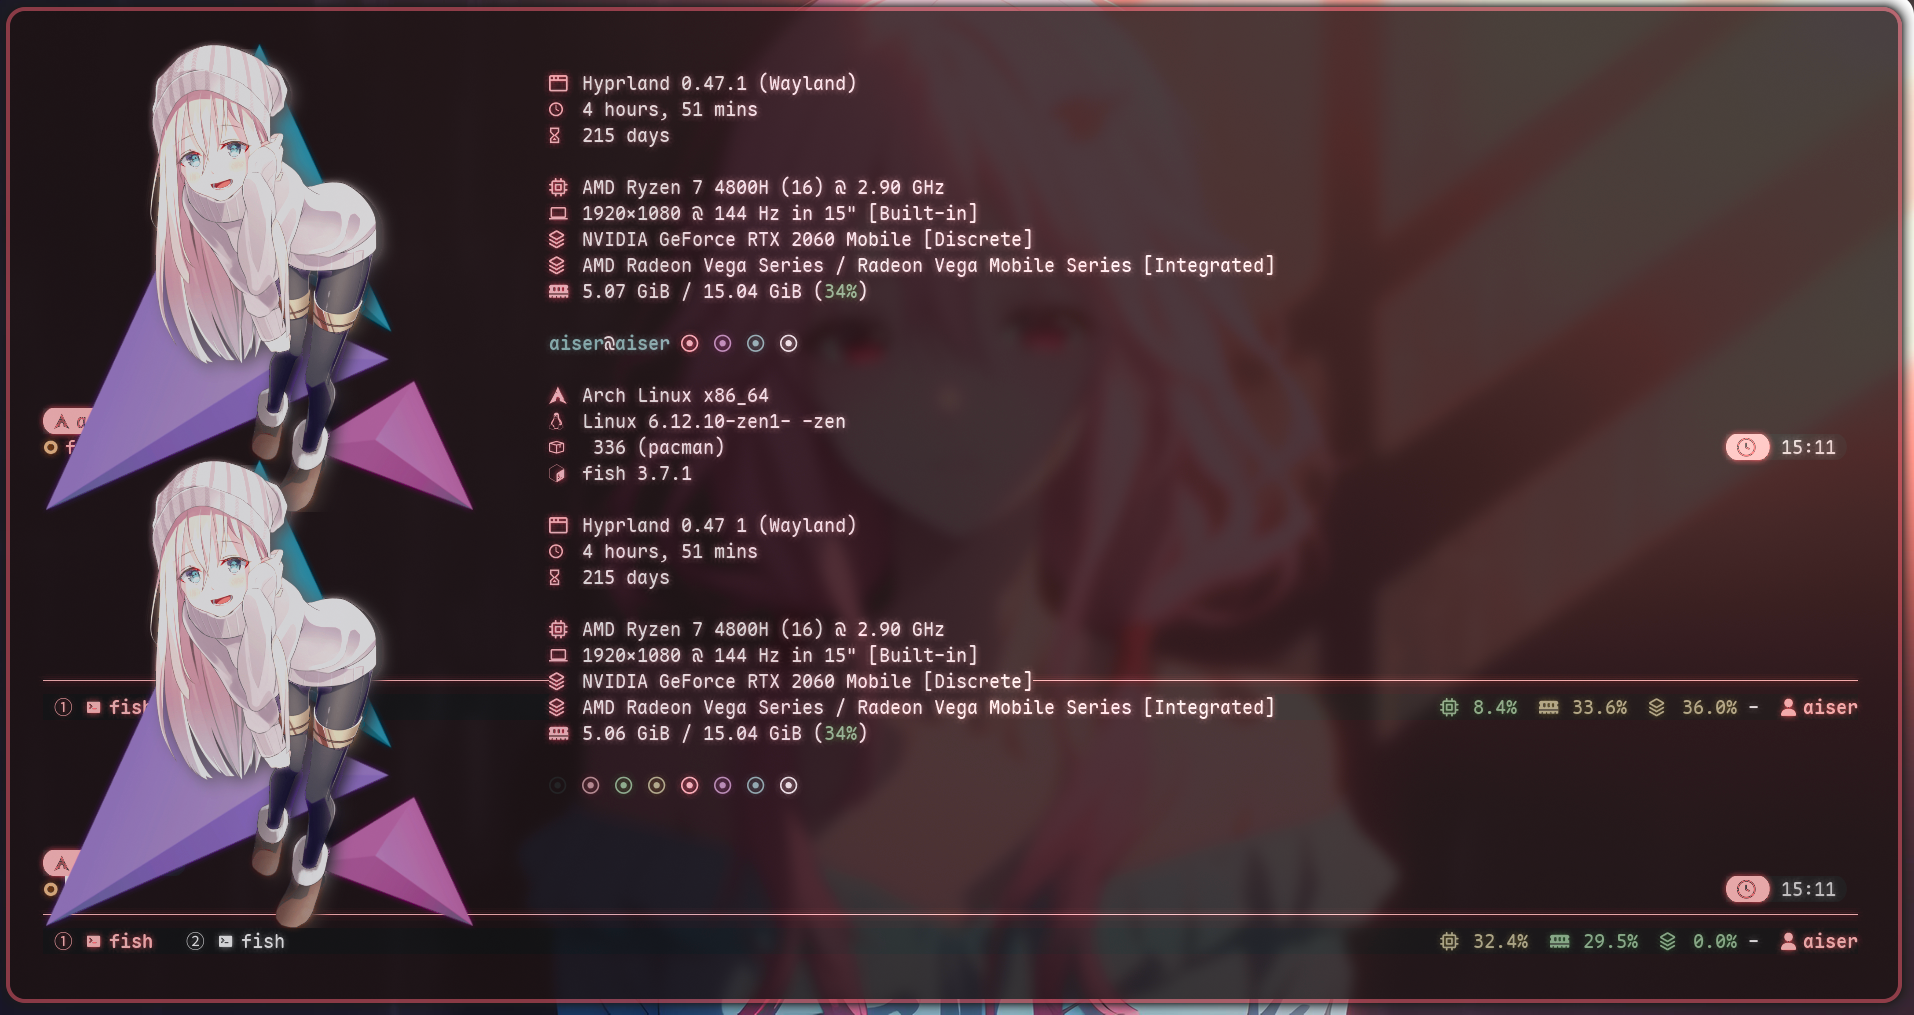 Hyprland 0.47.1 (Wayland)
4 hours, 51 mins
215 days
AMD Ryzen 7 4800H (16) @ 2.90 GHz
1920×1080 @ 144 Hz in 15" [Built-in]
NVIDIA GeForce RTX 2060 Mobile [Discrete]
AMD Radeon Vega Series / Radeon Vega Mobile Series [Integrated]
5.07 GiB / 15.04 GiB (34%)
aiser@aiser
Arch Linux x86_64
Linux 6.12.10-zen1- -zen
336 (pacman)
15:11
fish 3.7.1
Hyprland 0.47 1 (Wayland)
4 hours, 51 mins
215 days
AMD Ryzen 7 4800H (16) @ 2.90 GHz
1920×1080 @ 144 Hz in 15" [Built-in]
NVIDIA GeForce RTX 2060 Mobile [Discrete]
1 fish AMD Radeon Vega Series / Radeon Vega Mobile Series [Integrated] 8.4% 33.6% 36.0% - aiser
5.06 GiB / 15.04 GiB (34%)
15:11
1 fish 2 fish 32.4% 29.5% 0.0% - aiser